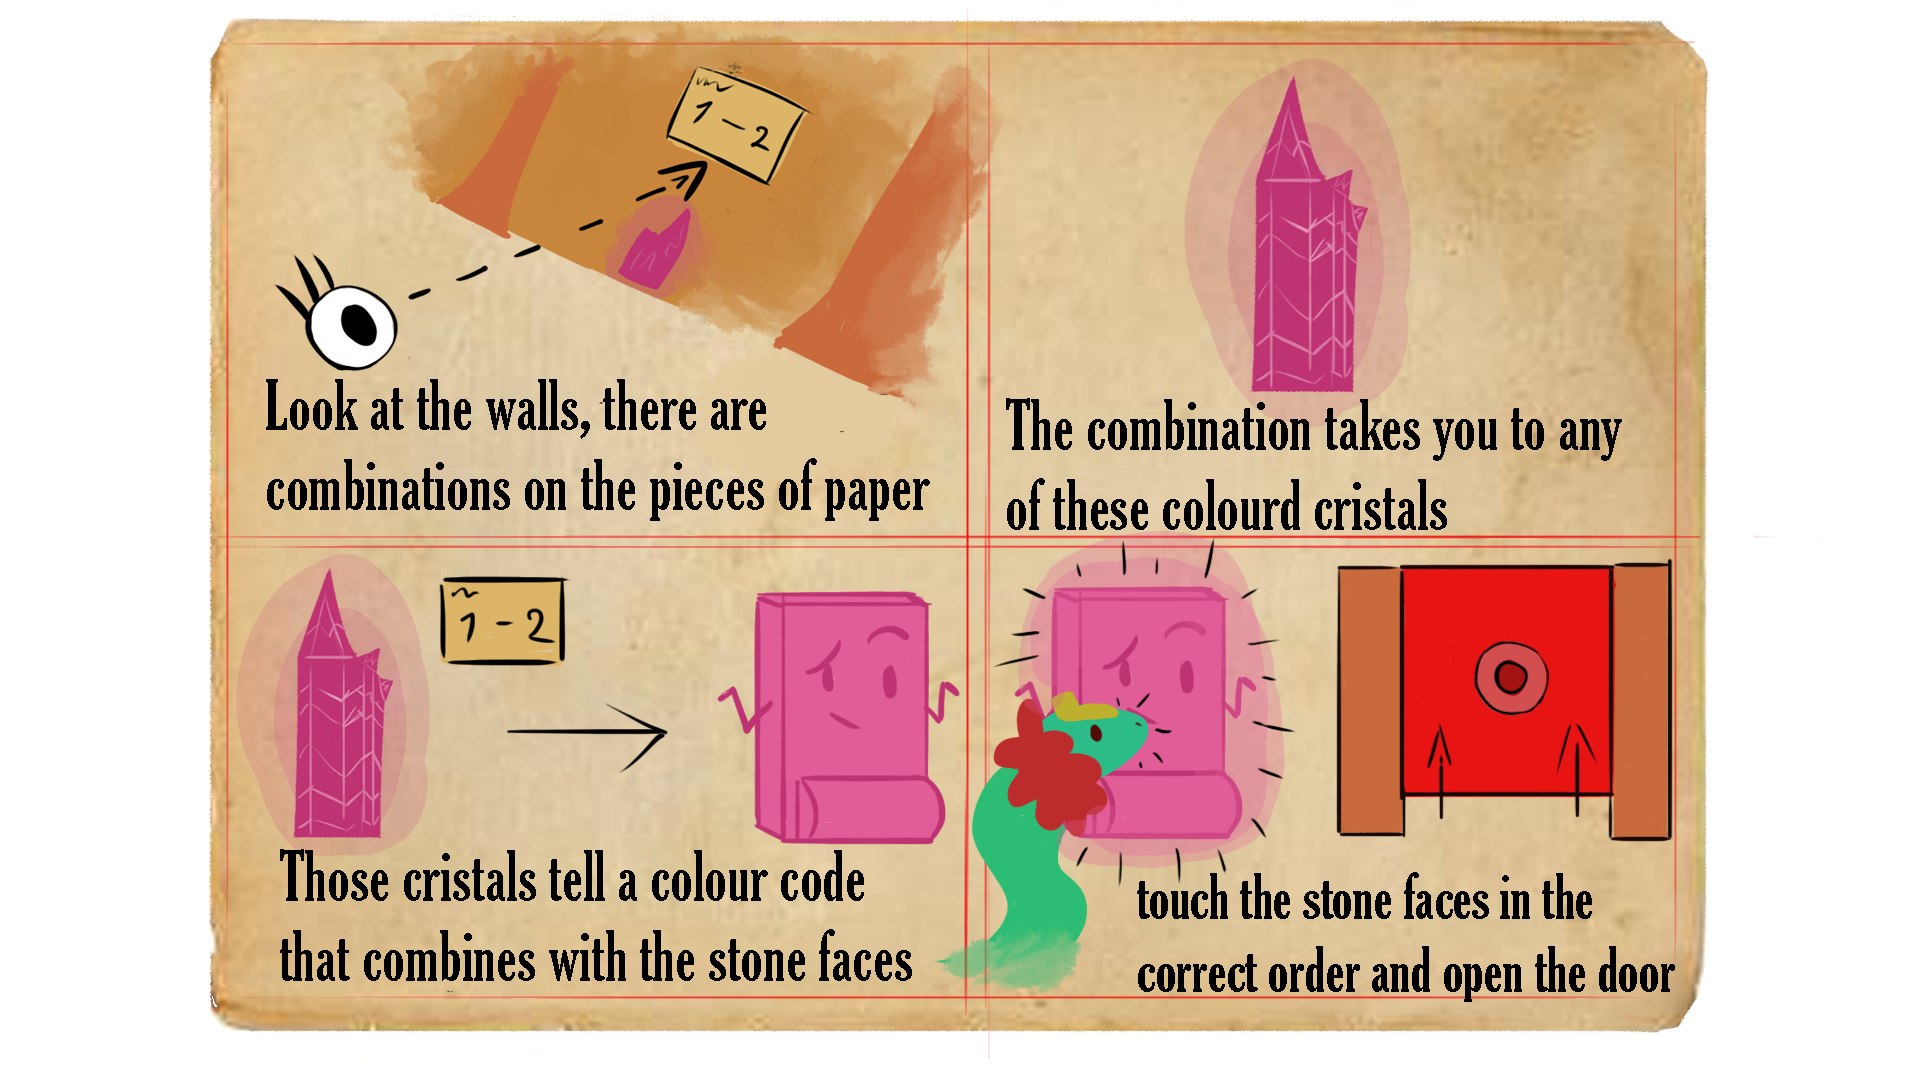 1 - 2
Look at the walls, there are
combinations on the pieces of paper
The combination takes you to any
of these colourd cristals
1 - 2
Those cristals tell a colour code
that combines with the stone faces
touch the stone faces in the
correct order and open the door